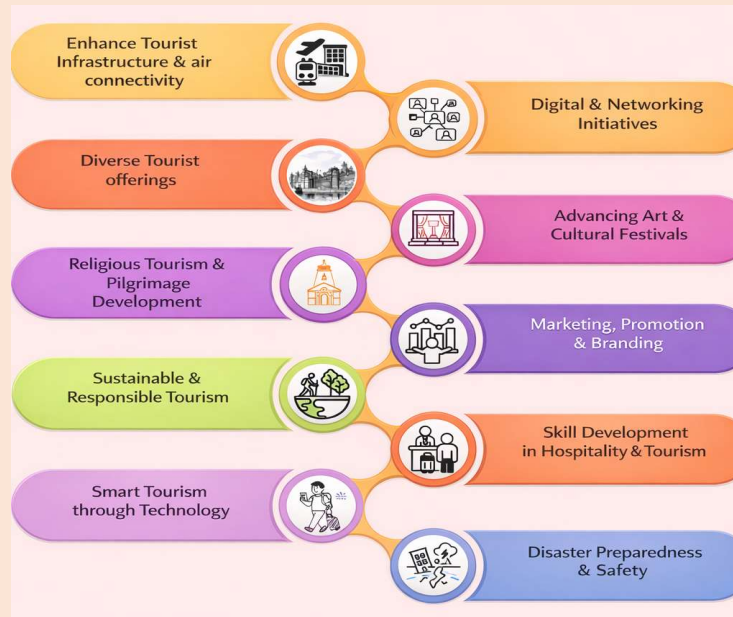 Enhance Tourist
Infrastructure & air
connectivity
Digital & Networking
Initiatives
Diverse Tourist
offerings
Advancing Art &
Cultural Festivals
Religious Tourism &
Pilgrimage
Development
Marketing, Promotion
& Branding
Sustainable &
Responsible Tourism
Skill Development
in Hospitality & Tourism
Smart Tourism
through Technology
Disaster Preparedness
& Safety